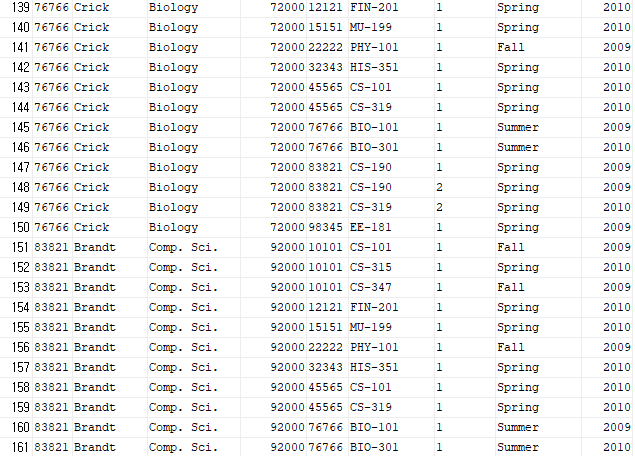 139 76766 Crick Biology 72000 12121 FIN-201 1 Spring 2010
140 76766 Crick Biology 72000 15151 MU-199 1 Spring 2010
141 76766 Crick Biology 72000 22222 PHY-101 1 Fall 2009
142 76766 Crick Biology 72000 32343 HIS-351 1 Spring 2010
143 76766 Crick Biology 72000 45565 CS-101 1 Spring 2010
144 76766 Crick Biology 72000 45565 CS-319 1 Spring 2010
145 76766 Crick Biology 72000 76766 BIO-101 1 Summer 2009
146 76766 Crick Biology 72000 76766 BIO-301 1 Summer 2010
147 76766 Crick Biology 72000 83821 CS-190 1 Spring 2009
148 76766 Crick Biology 72000 83821 CS-190 2 Spring 2009
149 76766 Crick Biology 72000 83821 CS-319 2 Spring 2010
150 76766 Crick Biology 72000 98345 EE-181 1 Spring 2009
151 83821 Brandt Comp. Sci. 92000 10101 CS-101 1 Fall 2009
152 83821 Brandt Comp. Sci. 92000 10101 CS-315 1 Spring 2010
153 83821 Brandt Comp. Sci. 92000 10101 CS-347 1 Fall 2009
154 83821 Brandt Comp. Sci. 92000 12121 FIN-201 1 Spring 2010
155 83821 Brandt Comp. Sci. 92000 15151 MU-199 1 Spring 2010
156 83821 Brandt Comp. Sci. 92000 22222 PHY-101 1 Fall 2009
157 83821 Brandt Comp. Sci. 92000 32343 HIS-351 1 Spring 2010
158 83821 Brandt Comp. Sci. 92000 45565 CS-101 1 Spring 2010
159 83821 Brandt Comp. Sci. 92000 45565 CS-319 1 Spring 2010
160 83821 Brandt Comp. Sci. 92000 76766 BIO-101 1 Summer 2009
161 83821 Brandt Comp. Sci. 92000 76766 BIO-301 1 Summer 2010